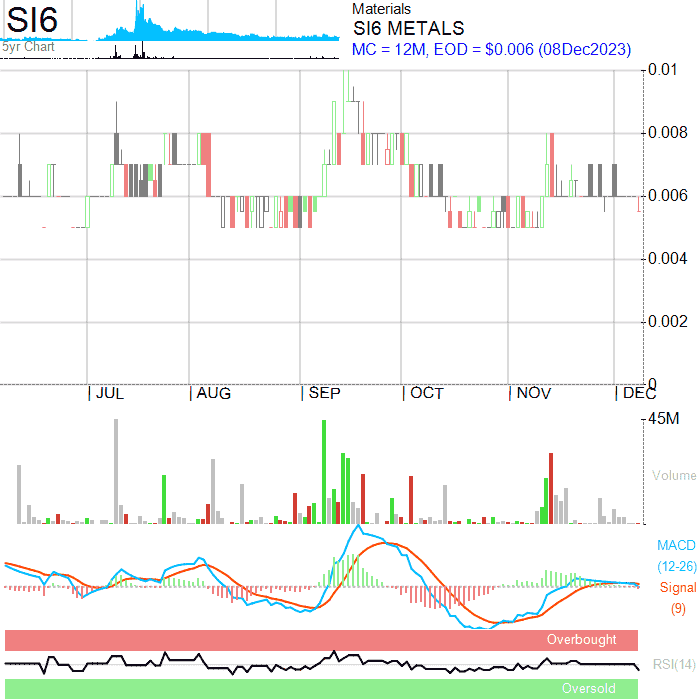 SI6
5yr Chart
Materials
SI6 METALS
MC = 12M, EOD = $0.006 (08Dec2023)
0.01
0.008
0.006
0.004
0.002
0
JUL
AUG
SEP
OCT
NOV
DEC
45M
Volume
MACD
(12-26)
Signal
(9)
Overbought
RSI(14)
Oversold